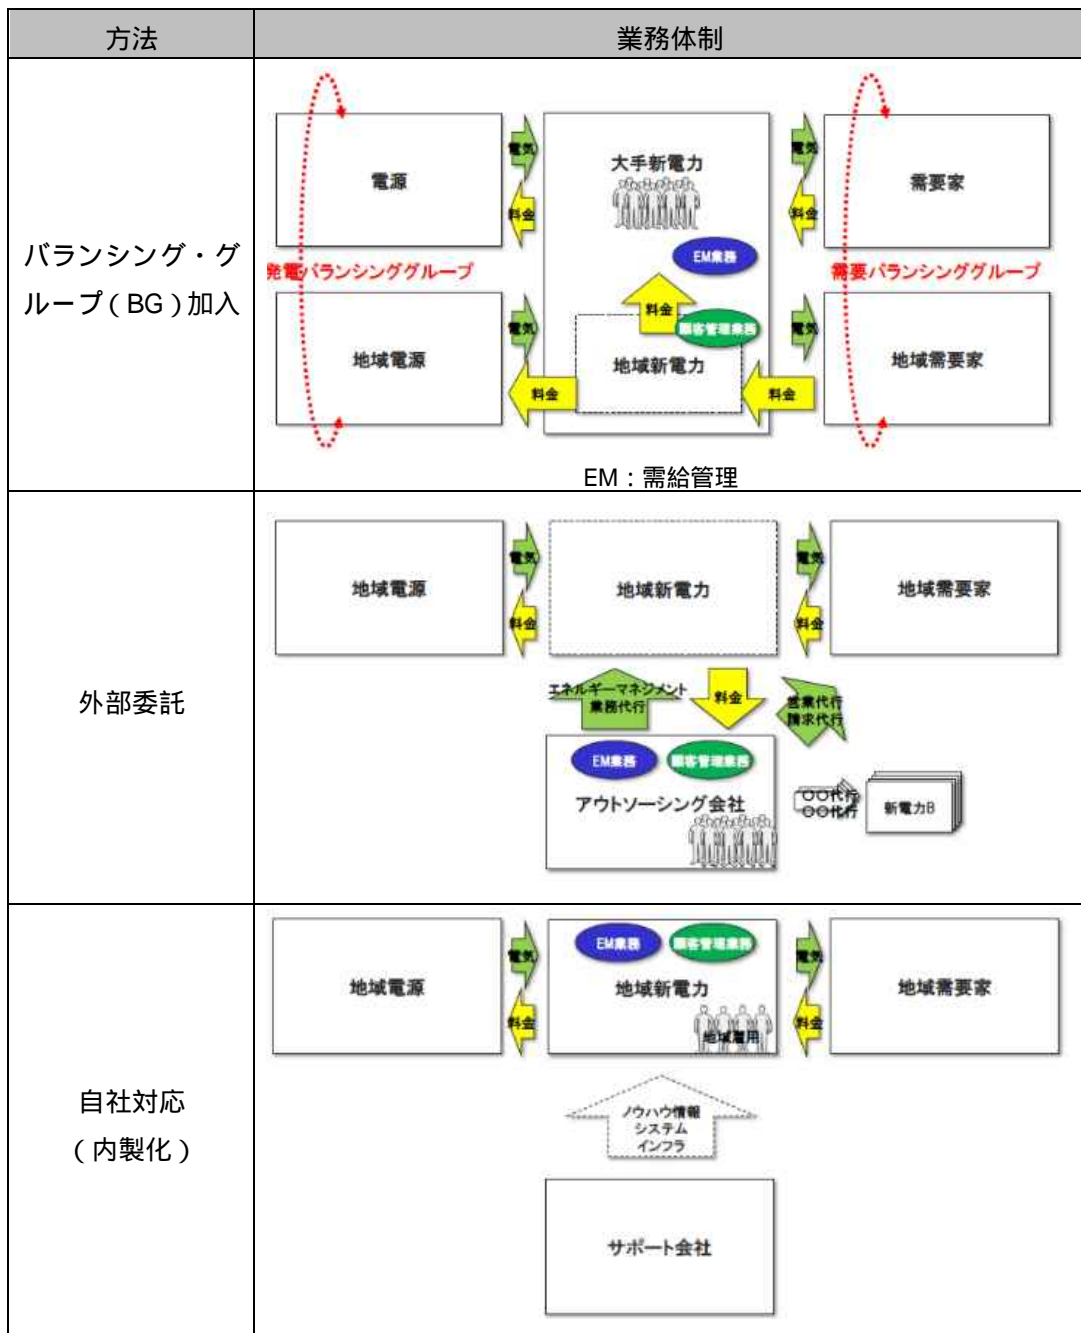 方法
業務体制
バランシング・グ
ループ（BG）加入
電源
電気
料金
大手新電力
EM業務
電気
料金
需要家
発電バランシンググループ
需要バランシンググループ
料金
顧客管理業務
地域電源
電気
料金
地域新電力
電気
料金
地域需要家
EM：需給管理
外部委託
地域電源
電気
料金
地域新電力
電気
料金
地域需要家
エネルギーマネジメント
業務代行
料金
営業代行
請求代行
EM業務
顧客管理業務
アウトソーシング会社
〇〇代行
〇〇代行
新電力B
自社対応
（内製化）
地域電源
電気
料金
EM業務
顧客管理業務
地域新電力
地域雇用
電気
料金
地域需要家
ノウハウ情報
システム
インフラ
サポート会社